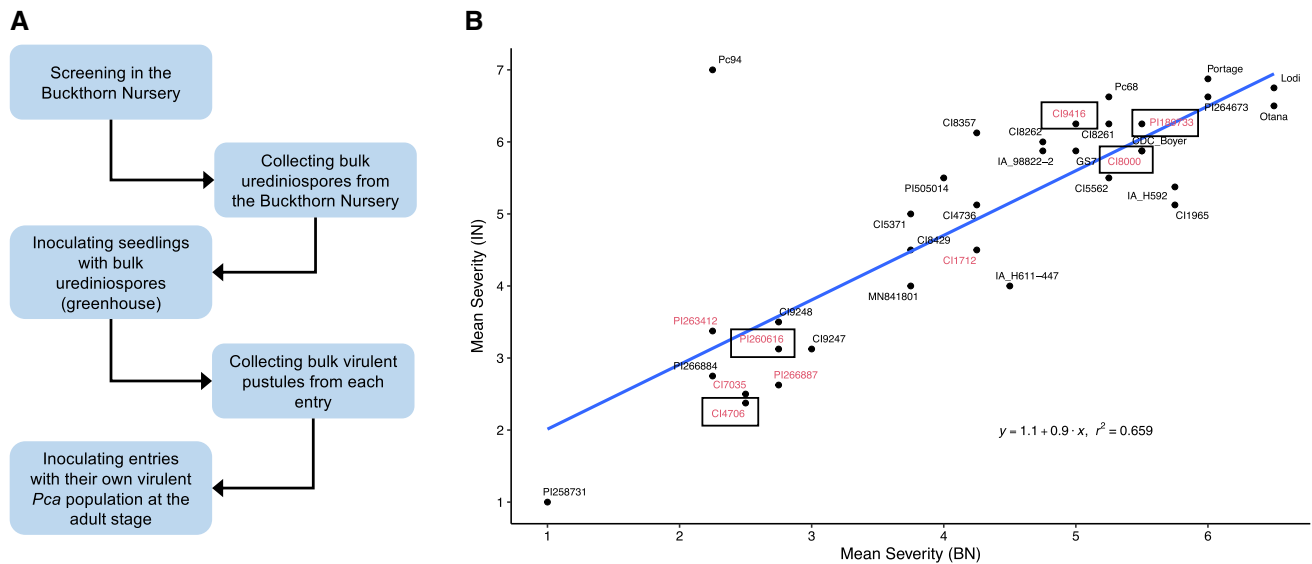 A
Screening in the
Buckthorn Nursery
Collecting bulk
urediniospores from
the Buckthorn Nursery
Inoculating seedlings
with bulk
urediniospores
(greenhouse)
Collecting bulk virulent
pustules from each
entry
Inoculating entries
with their own virulent
Pca population at the
adult stage
B
Mean Severity (IN)
7
6
5
4
3
2
1
Pc94
Portage
Lodi
Pc68
PI264673
Otana
CI9416
PI189733
CI8357
CI8262
CI8261
CDC_Boyer
IA_98822–2
GS7
CI8000
PI505014
CI5562
IA_H592
CI5371
CI4736
CI1965
CI8429
CI1712
IA_H611–447
MN841801
PI263412
CI9248
PI260616
CI9247
PI266884
PI266887
CI7035
CI4706
y = 1.1 + 0.9 · x, r² = 0.659
PI258731
1
2
3
4
5
6
Mean Severity (BN)